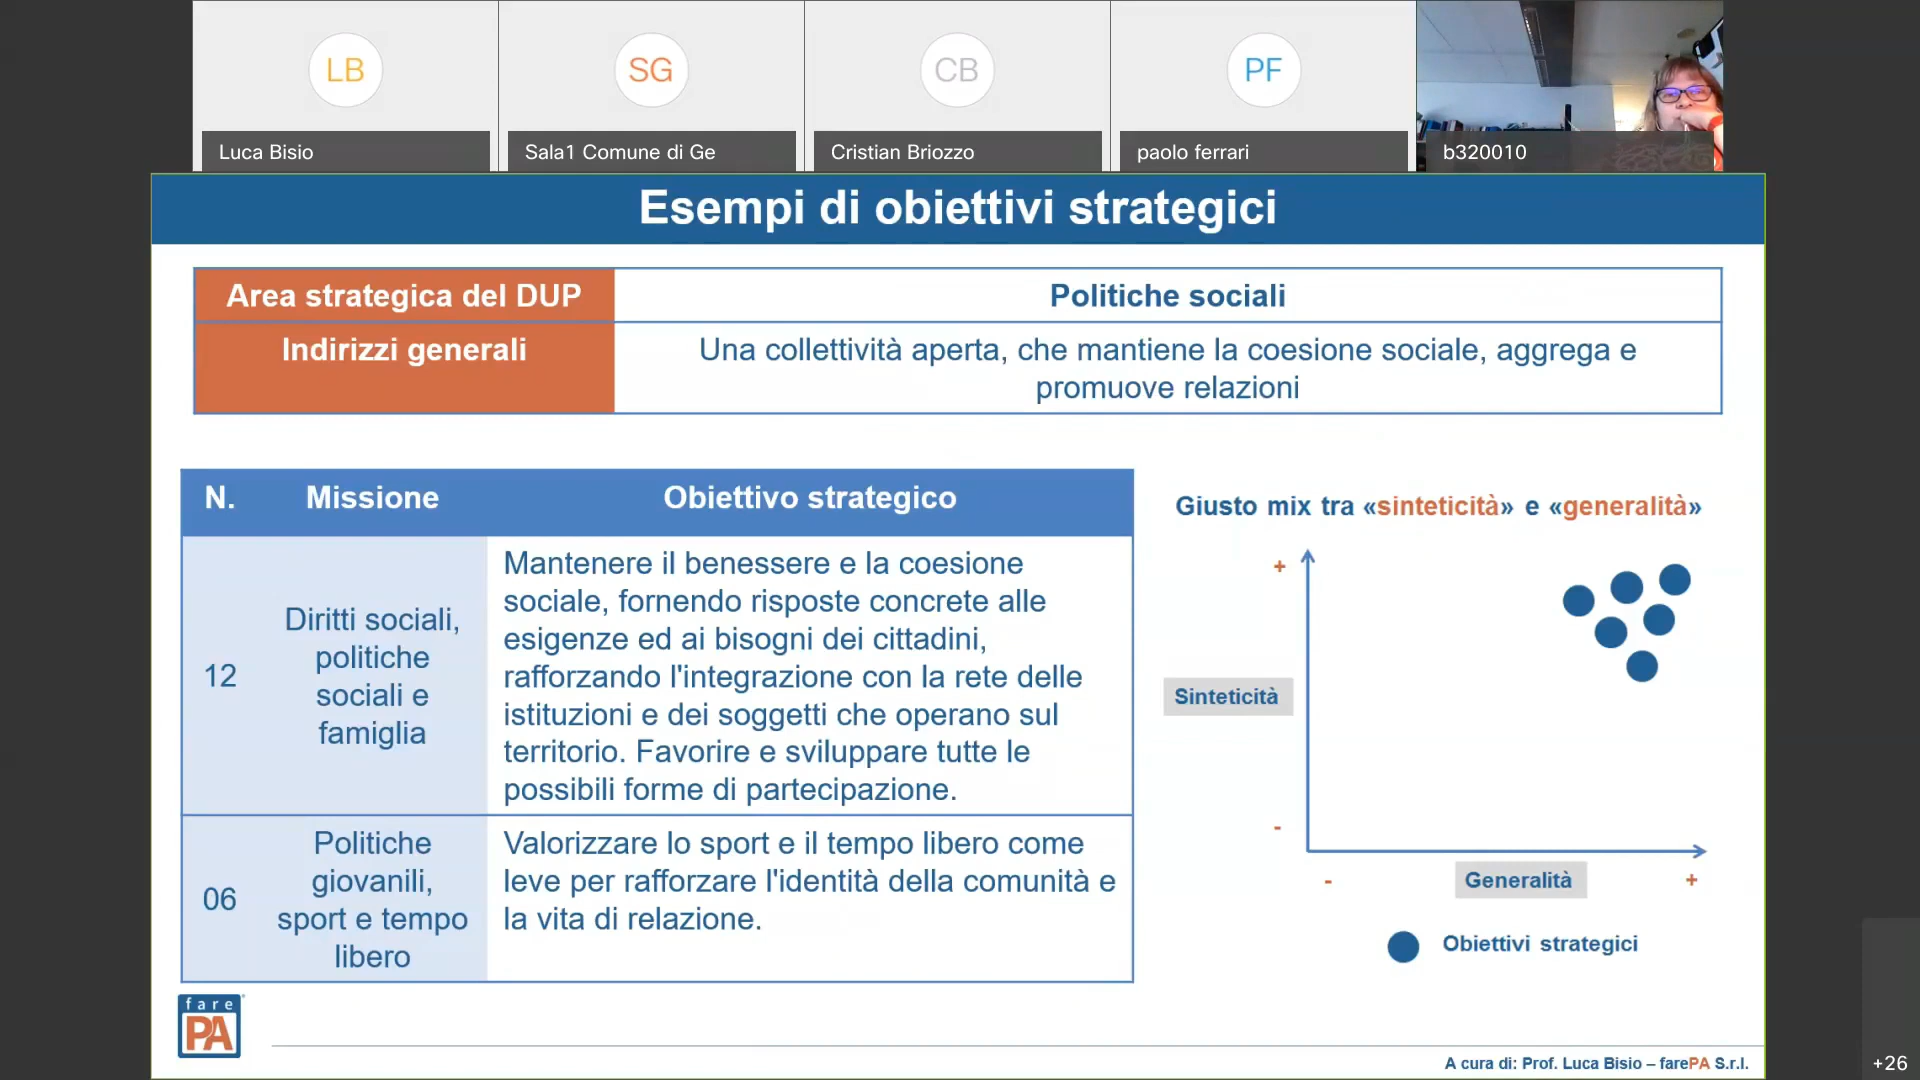 LB
SG
CB
PF
Luca Bisio
Sala1 Comune di Ge
Cristian Briozzo
paolo ferrari
b320010
Esempi di obiettivi strategici
Area strategica del DUP
Politiche sociali
Indirizzi generali
Una collettività aperta, che mantiene la coesione sociale, aggrega e
promuove relazioni
N.
Missione
Obiettivo strategico
12
Diritti sociali,
politiche
sociali e
famiglia
Mantenere il benessere e la coesione
sociale, fornendo risposte concrete alle
esigenze ed ai bisogni dei cittadini,
rafforzando l'integrazione con la rete delle
istituzioni e dei soggetti che operano sul
territorio. Favorire e sviluppare tutte le
possibili forme di partecipazione.
06
Politiche
giovanili,
sport e tempo
libero
Valorizzare lo sport e il tempo libero come
leve per rafforzare l'identità della comunità e
la vita di relazione.
Giusto mix tra «sinteticità» e «generalità»
+
Sinteticità
-
-
Generalità
+
Obiettivi strategici
fare
PA
A cura di: Prof. Luca Bisio – farePA S.r.l.
+26